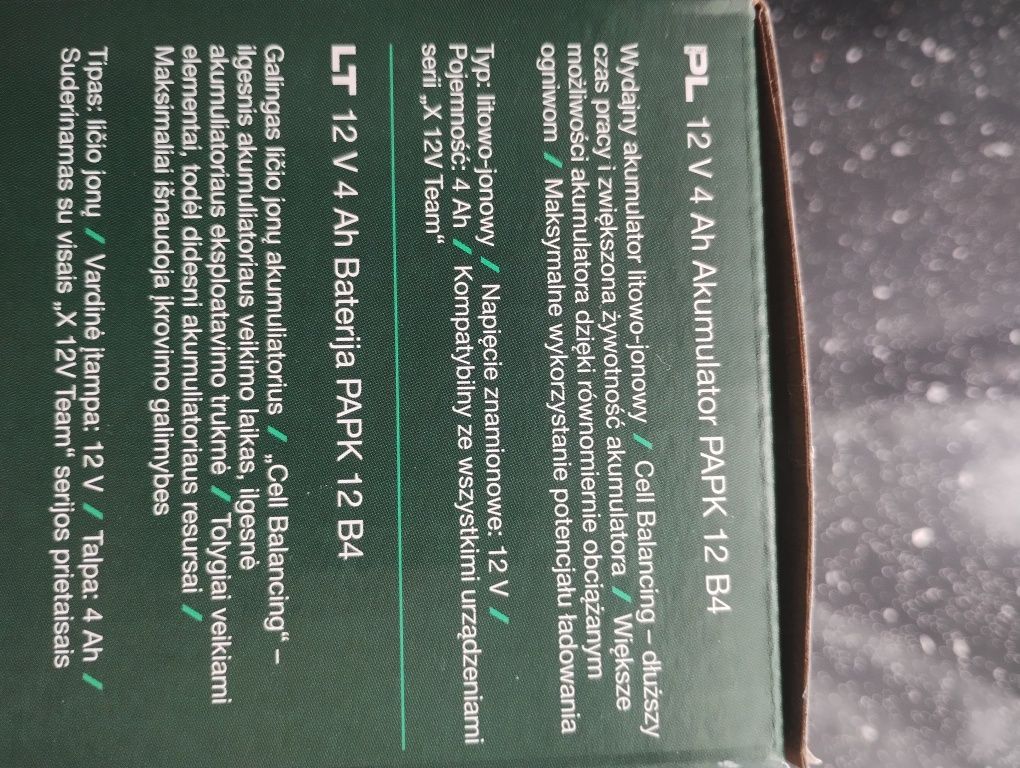 PL 12 V 4 Ah Akumulator PAPK 12 B4
Wydajny akumulator litowo-jonowy / Cell Balancing – dłuższy
czas pracy i zwiększona żywotność akumulatora / Większe
możliwości akumulatora dzięki równomiernie obciążanym
ogniwom / Maksymalne wykorzystanie potencjału ładowania
Typ: litowo-jonowy / Napięcie znamionowe: 12 V /
Pojemność: 4 Ah / Kompatybilny ze wszystkimi urządzeniami
serii „X 12V Team“
LT 12 V 4 Ah Baterija PAPK 12 B4
Galingas ličio jonų akumuliatorius / „Cell Balancing“ –
ilgesnis akumuliatoriaus veikimo laikas, ilgesnė
akumuliatoriaus eksploatavimo trukmė / Tolygiai veikiami
elementai, todėl didesni akumuliatoriaus resursai /
Maksimaliai išnaudoja įkrovimo galimybes
Tipas: ličio jonų / Vardinė įtampa: 12 V / Talpa: 4 Ah /
Suderinamas su visais „X 12V Team“ serijos prietaisais